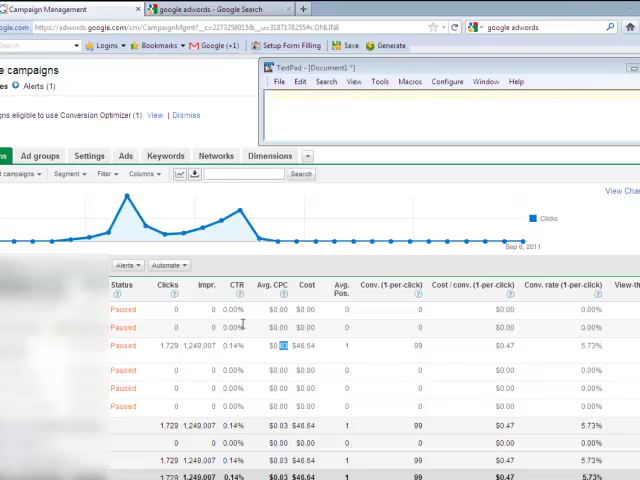 Campaign Management × google adwords - Google Search × +
https://adwords.google.com/cm/CampaignMgmt?_c=2273258015&_u=3187178255#r.ONLINE google adwords
Search Logins Bookmarks Gmail (+1) Setup Form Filling Save Generate
e campaigns
es Alerts (1)
TextPad - [Document1 *]
File Edit Search View Tools Macros Configure Window Help
gns eligible to use Conversion Optimizer (1) View | Dismiss
ns Ad groups Settings Ads Keywords Networks Dimensions
l campaigns Segment Filter Columns Search
View Cha
Clicks
Sep 6, 2011
Alerts Automate
Status Clicks Impr. CTR Avg. CPC Cost Avg. Pos. Conv. (1-per-click) Cost / conv. (1-per-click) Conv. rate (1-per-click) View-th
Paused 0 0 0.00% $0.00 $0.00 0 0 $0.00 0.00%
Paused 0 0 0.00% $0.00 $0.00 0 0 $0.00 0.00%
Paused 1,729 1,249,007 0.14% $0.03 $46.64 1 99 $0.47 5.73%
Paused 0 0 0.00% $0.00 $0.00 0 0 $0.00 0.00%
Paused 0 0 0.00% $0.00 $0.00 0 0 $0.00 0.00%
Paused 0 0 0.00% $0.00 $0.00 0 0 $0.00 0.00%
1,729 1,249,007 0.14% $0.03 $46.64 1 99 $0.47 5.73%
0 0 0.00% $0.00 $0.00 0 0 $0.00 0.00%
1,729 1,249,007 0.14% $0.03 $46.64 1 99 $0.47 5.73%
1,729 1,249,007 0.14% $0.03 $46.64 1 99 $0.47 5.73%